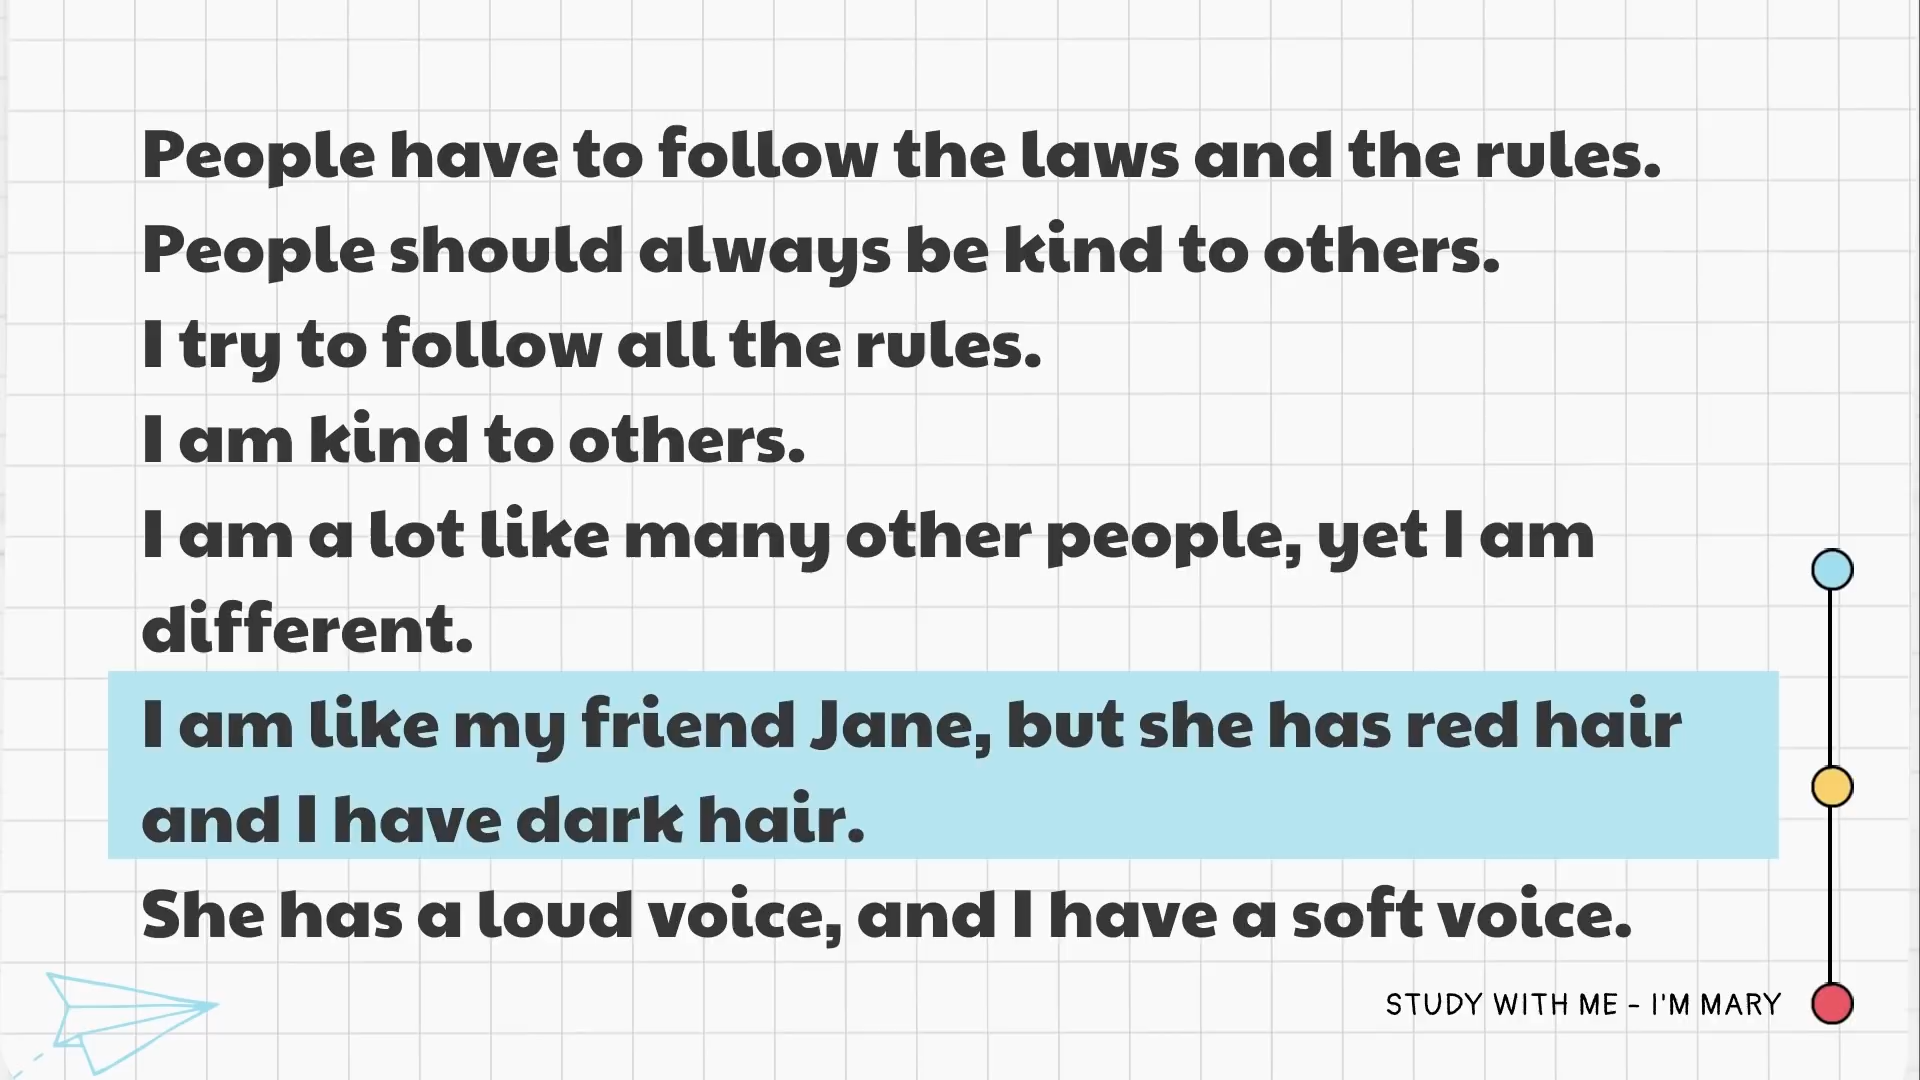 People have to follow the laws and the rules.
People should always be kind to others.
I try to follow all the rules.
I am kind to others.
I am a lot like many other people, yet I am
different.
I am like my friend Jane, but she has red hair
and I have dark hair.
She has a loud voice, and I have a soft voice.
STUDY WITH ME - I'M MARY